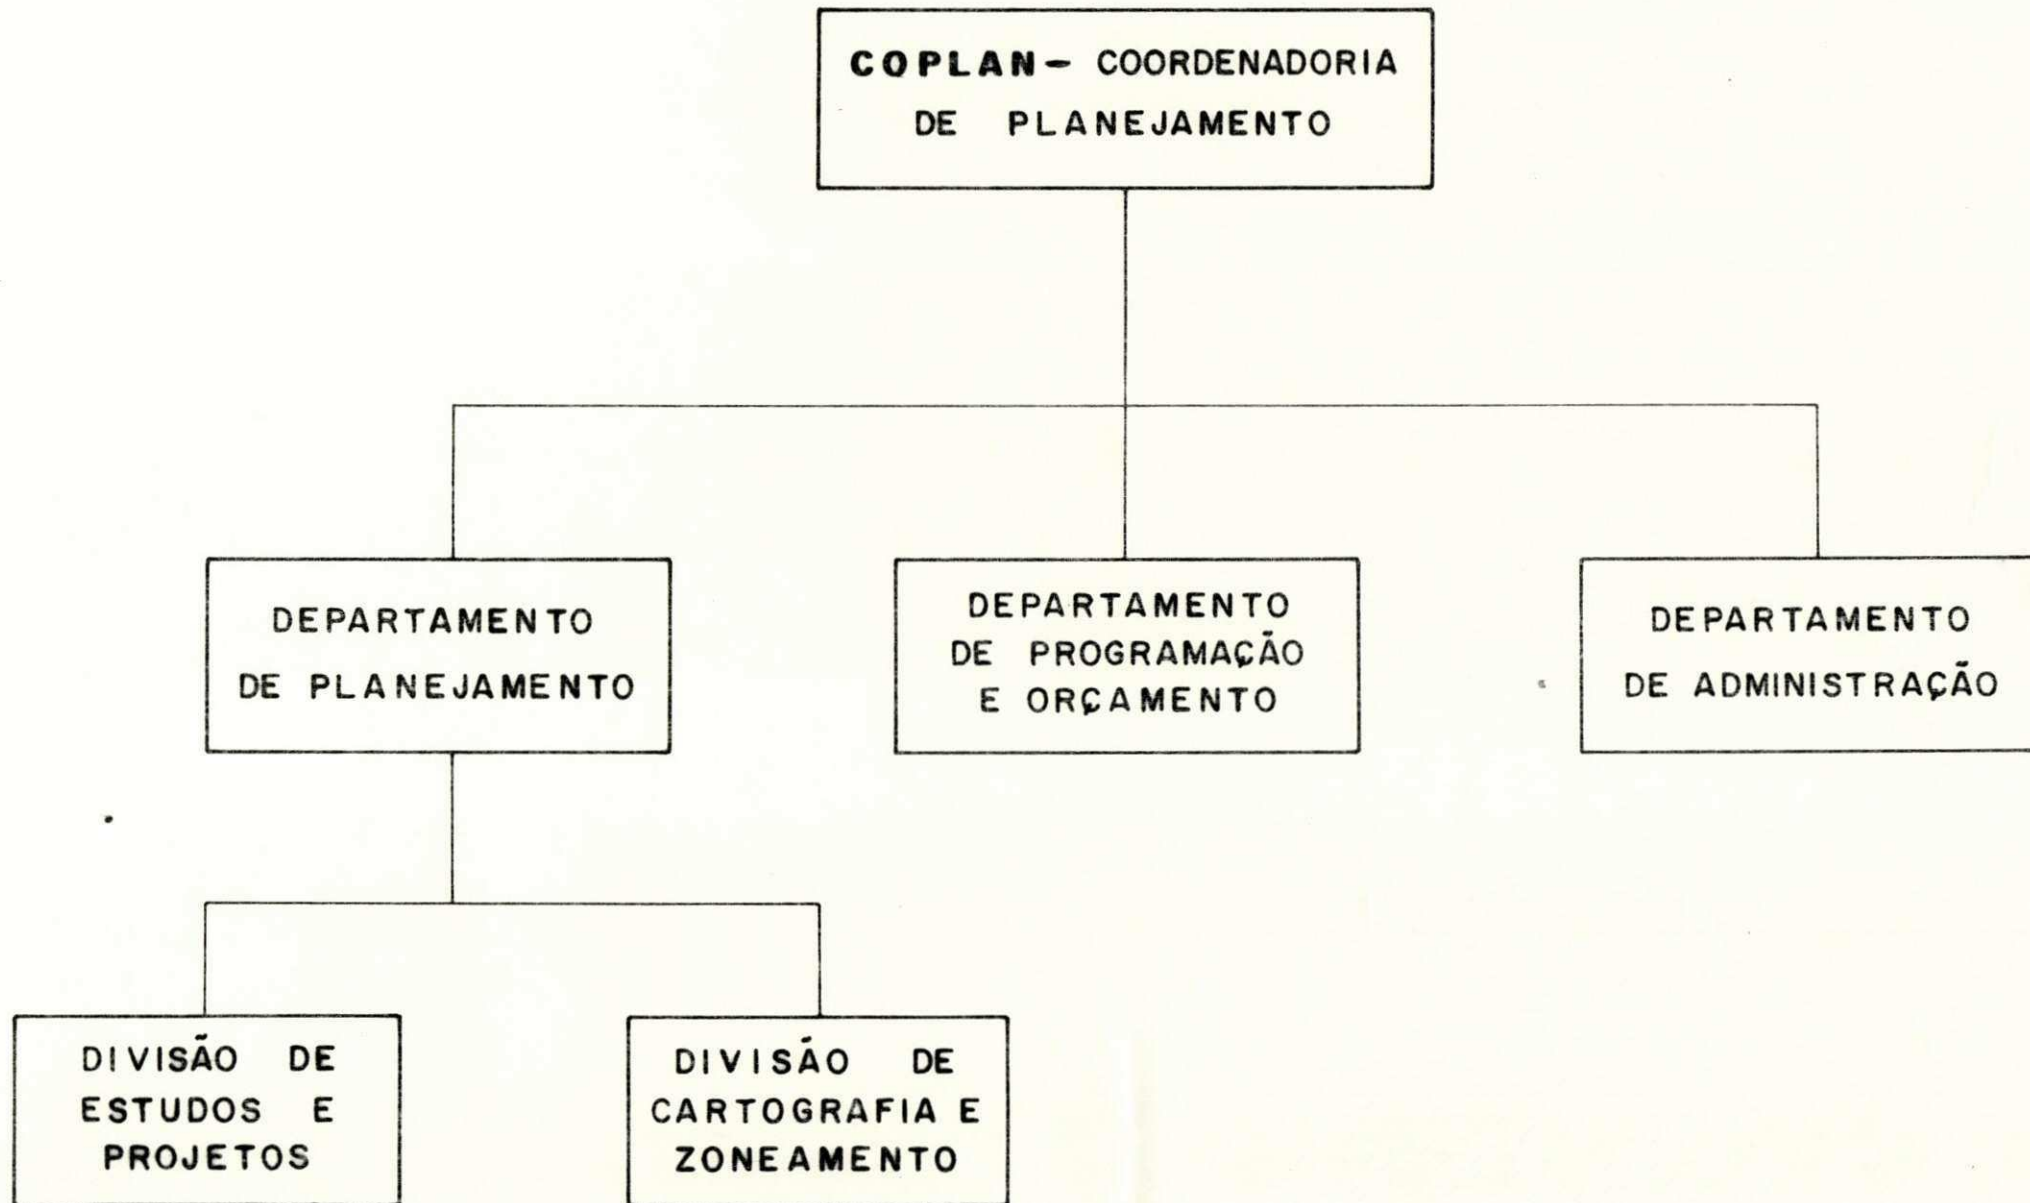 COPLAN - COORDENADORIA
DE PLANEJAMENTO
DEPARTAMENTO
DE PLANEJAMENTO
DEPARTAMENTO
DE PROGRAMAÇÃO
E ORÇAMENTO
DEPARTAMENTO
DE ADMINISTRAÇÃO
DIVISÃO DE
ESTUDOS E
PROJETOS
DIVISÃO DE
CARTOGRAFIA E
ZONEAMENTO